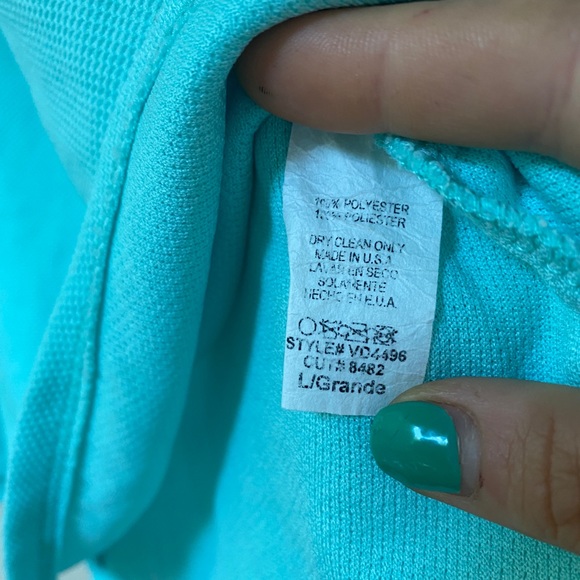 100% POLYESTER
100% POLIESTER
DRY CLEAN ONLY
MADE IN U.S.A
LAVAR EN SECO
SOLAMENTE
HECHO EN E.U.A.
STYLE# VD4496
CUT# 8482
L/Grande